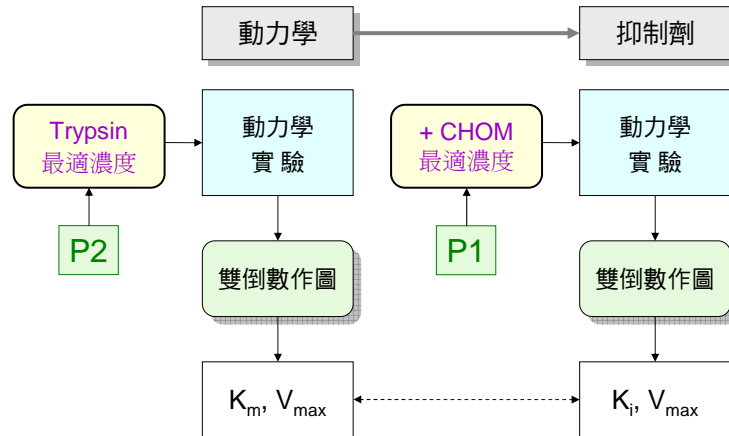 動力學
抑制劑
Trypsin
最適濃度
動力學
實 驗
+ CHOM
最適濃度
動力學
實 驗
P2
P1
雙倒數作圖
雙倒數作圖
Km, Vmax
Ki, Vmax